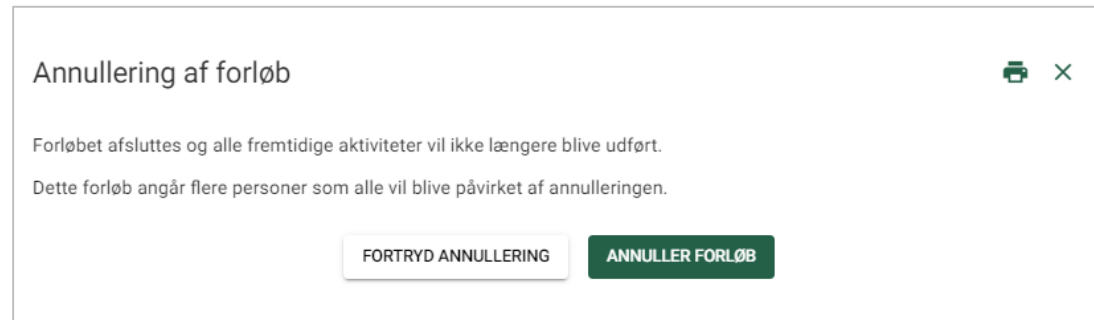 Annullering af forløb
Forløbet afsluttes og alle fremtidige aktiviteter vil ikke længere blive udført.
Dette forløb angår flere personer som alle vil blive påvirket af annulleringen.
FORTRYD ANNULLERING ANNULLER FORLØB